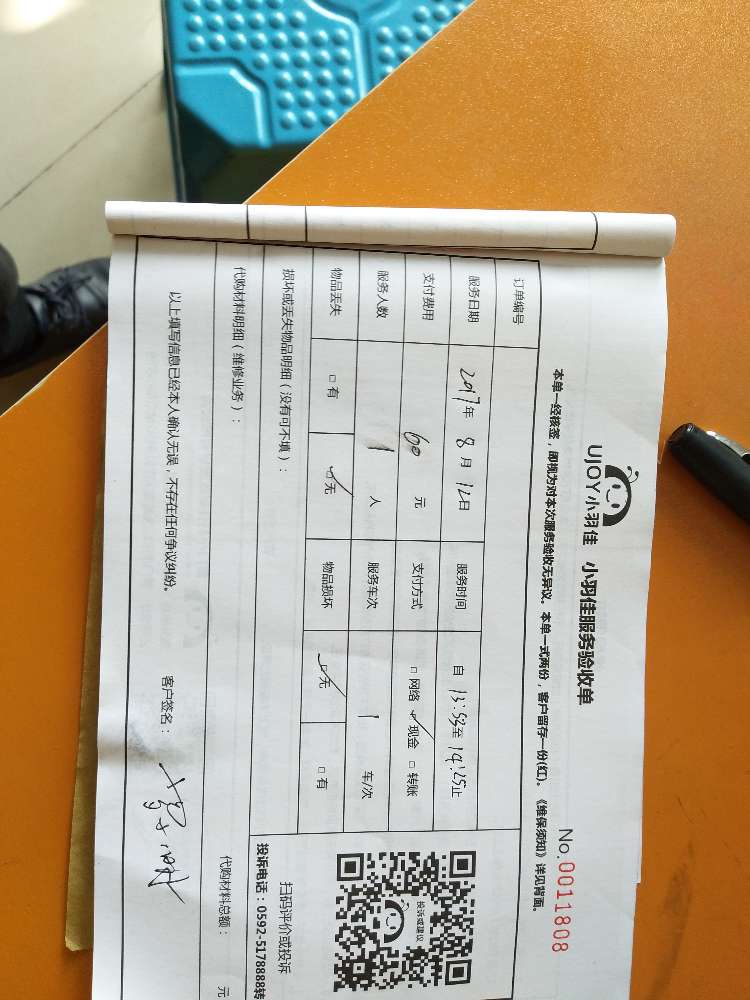 UJOY小羽佳 小羽佳服务验收单
No.0011808
本单一经核签，即视为对本次服务验收无异议。本单一式两份，客户留存一份(红)。《维保须知》详见背面。
订单编号
服务日期 2017年 8月 12日 服务时间 自 13:53至 14:25止
支付费用 60 元 支付方式 □网络 ☑现金 □转账
服务人数 1 人 服务车次 1 车/次
物品丢失 □有 ☑无 物品损坏 ☑无 □有
损坏或丢失物品明细（没有可不填）：
投诉或建议
扫码评价或投诉
投诉电话：0592-5178888转
代购材料明细（维修业务）：
代购材料总额： 元
以上填写信息已经本人确认无误，不存在任何争议纠纷。 客户签名：